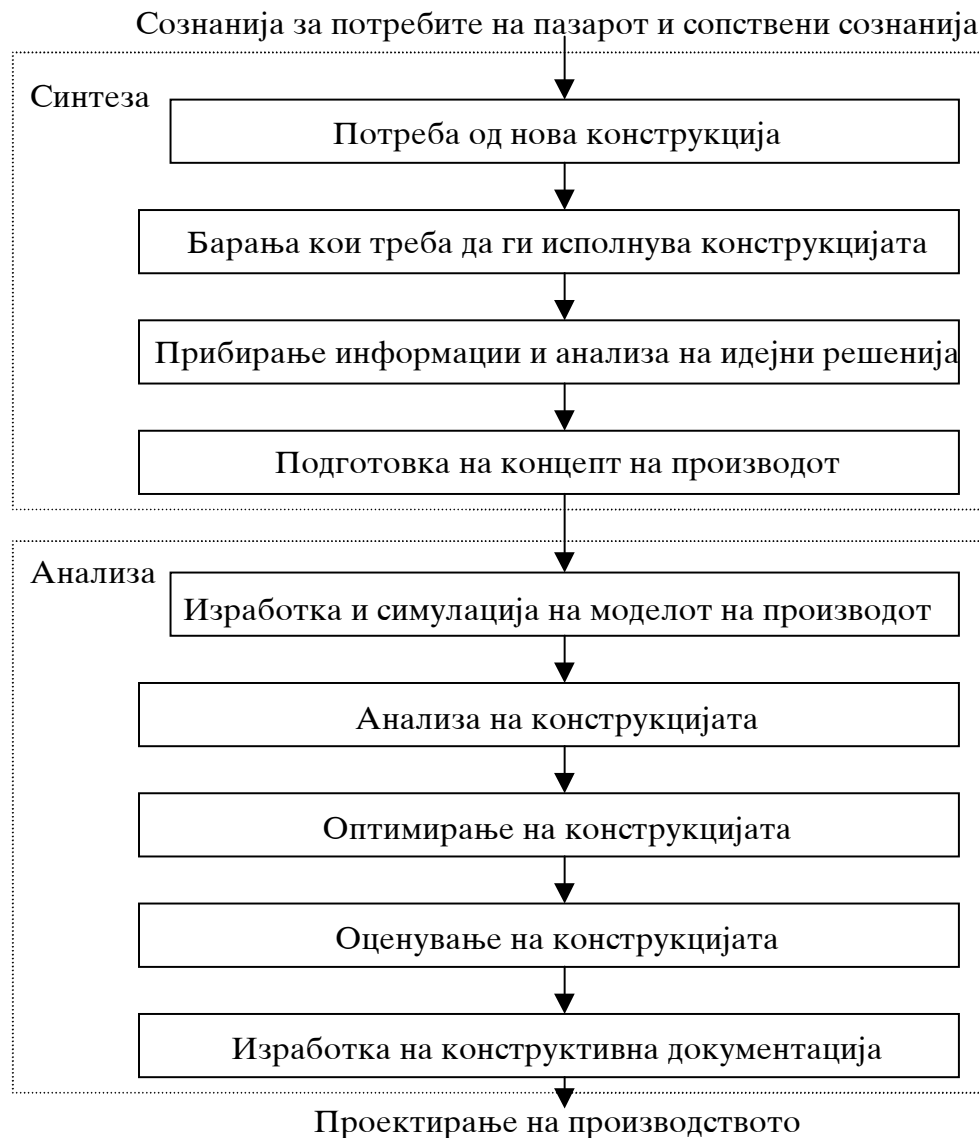 Сознанија за потребите на пазарот и сопствени сознанија
Синтеза
Потреба од нова конструкција
Барања кои треба да ги исполнува конструкцијата
Прибирање информации и анализа на идејни решенија
Подготовка на концепт на производот
Анализа
Изработка и симулација на моделот на производот
Анализа на конструкцијата
Оптимирање на конструкцијата
Оценување на конструкцијата
Изработка на конструктивна документација
Проектирање на производството